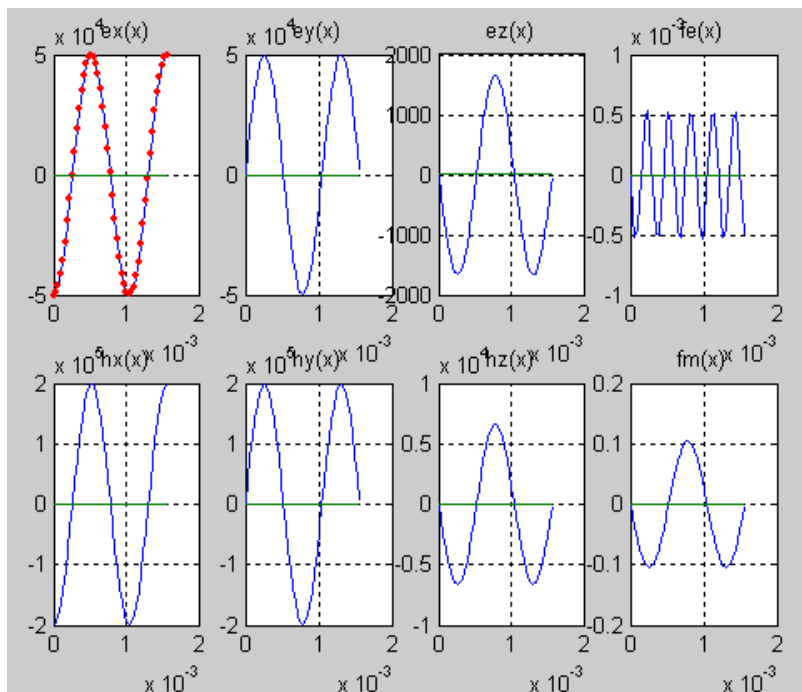 x 10^4 ex(x)
x 10^4 ey(x)
ez(x)
x 10^-3 fe(x)
5
0
-5
0 1 2
x 10^-3
5
0
-5
0 1 2
x 10^-3
2000
1000
0
-1000
-2000
0 1 2
x 10^-3
1
0.5
0
-0.5
-1
0 1 2
x 10^-3
x 10^5 hx(x)
x 10^5 hy(x)
x 10^4 hz(x)
fm(x)
2
1
0
-1
-2
0 1 2
x 10^-3
2
1
0
-1
-2
0 1 2
x 10^-3
1
0.5
0
-0.5
-1
0 1 2
x 10^-3
0.2
0.1
0
-0.1
-0.2
0 1 2
x 10^-3